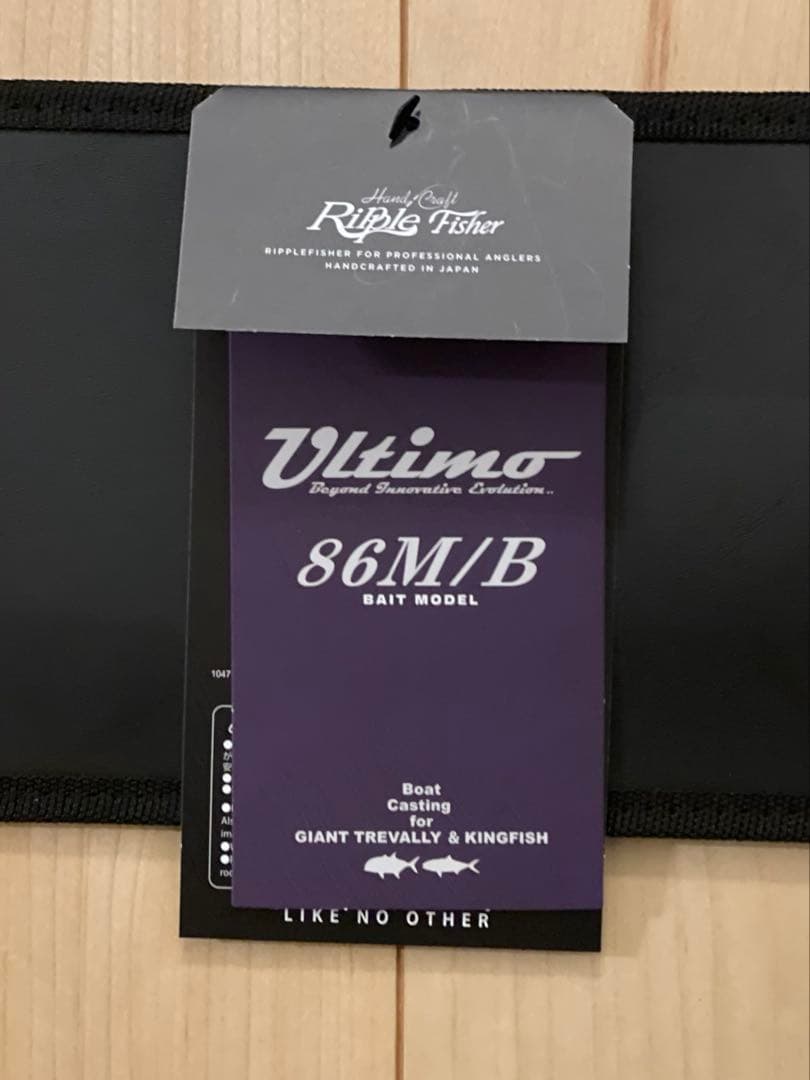 Hand Craft
Ripple Fisher
RIPPLEFISHER FOR PROFESSIONAL ANGLERS
HANDCRAFTED IN JAPAN
Ultimo
Beyond Innovative Evolution..
86M/B
BAIT MODEL
1047
Boat
Casting
for
GIANT TREVALLY & KINGFISH
LIKE NO OTHER